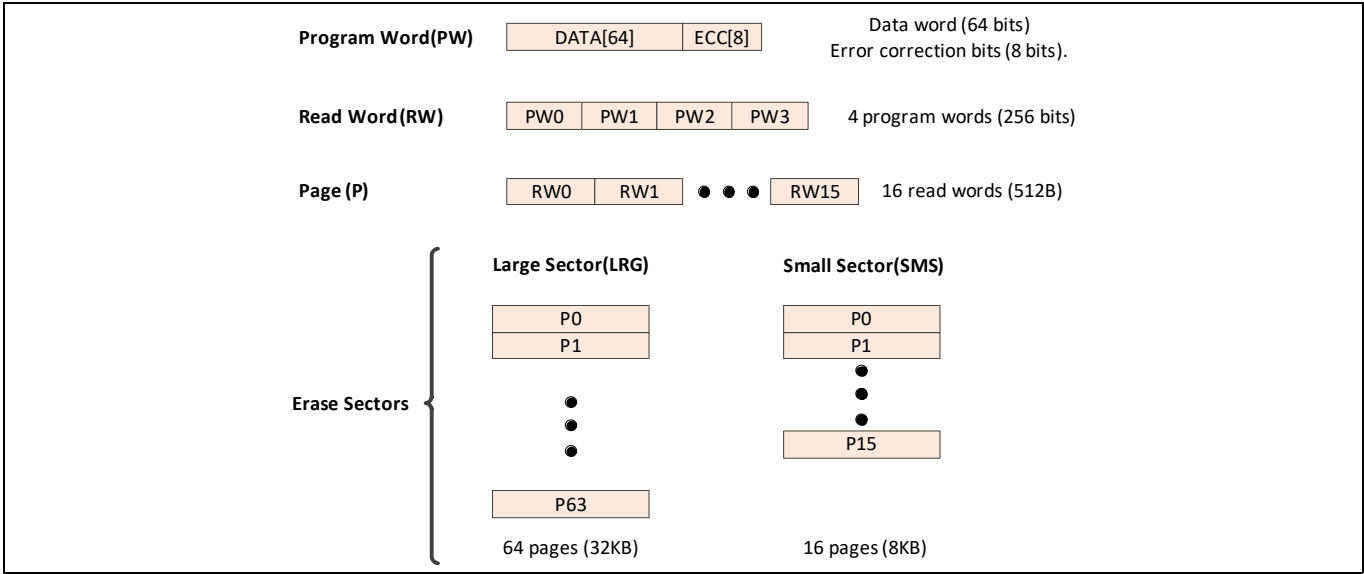 Program Word(PW)
DATA[64]
ECC[8]
Data word (64 bits)
Error correction bits (8 bits).
Read Word(RW)
PW0
PW1
PW2
PW3
4 program words (256 bits)
Page (P)
RW0
RW1
RW15
16 read words (512B)
Erase Sectors
Large Sector(LRG)
P0
P1
P63
64 pages (32KB)
Small Sector(SMS)
P0
P1
P15
16 pages (8KB)